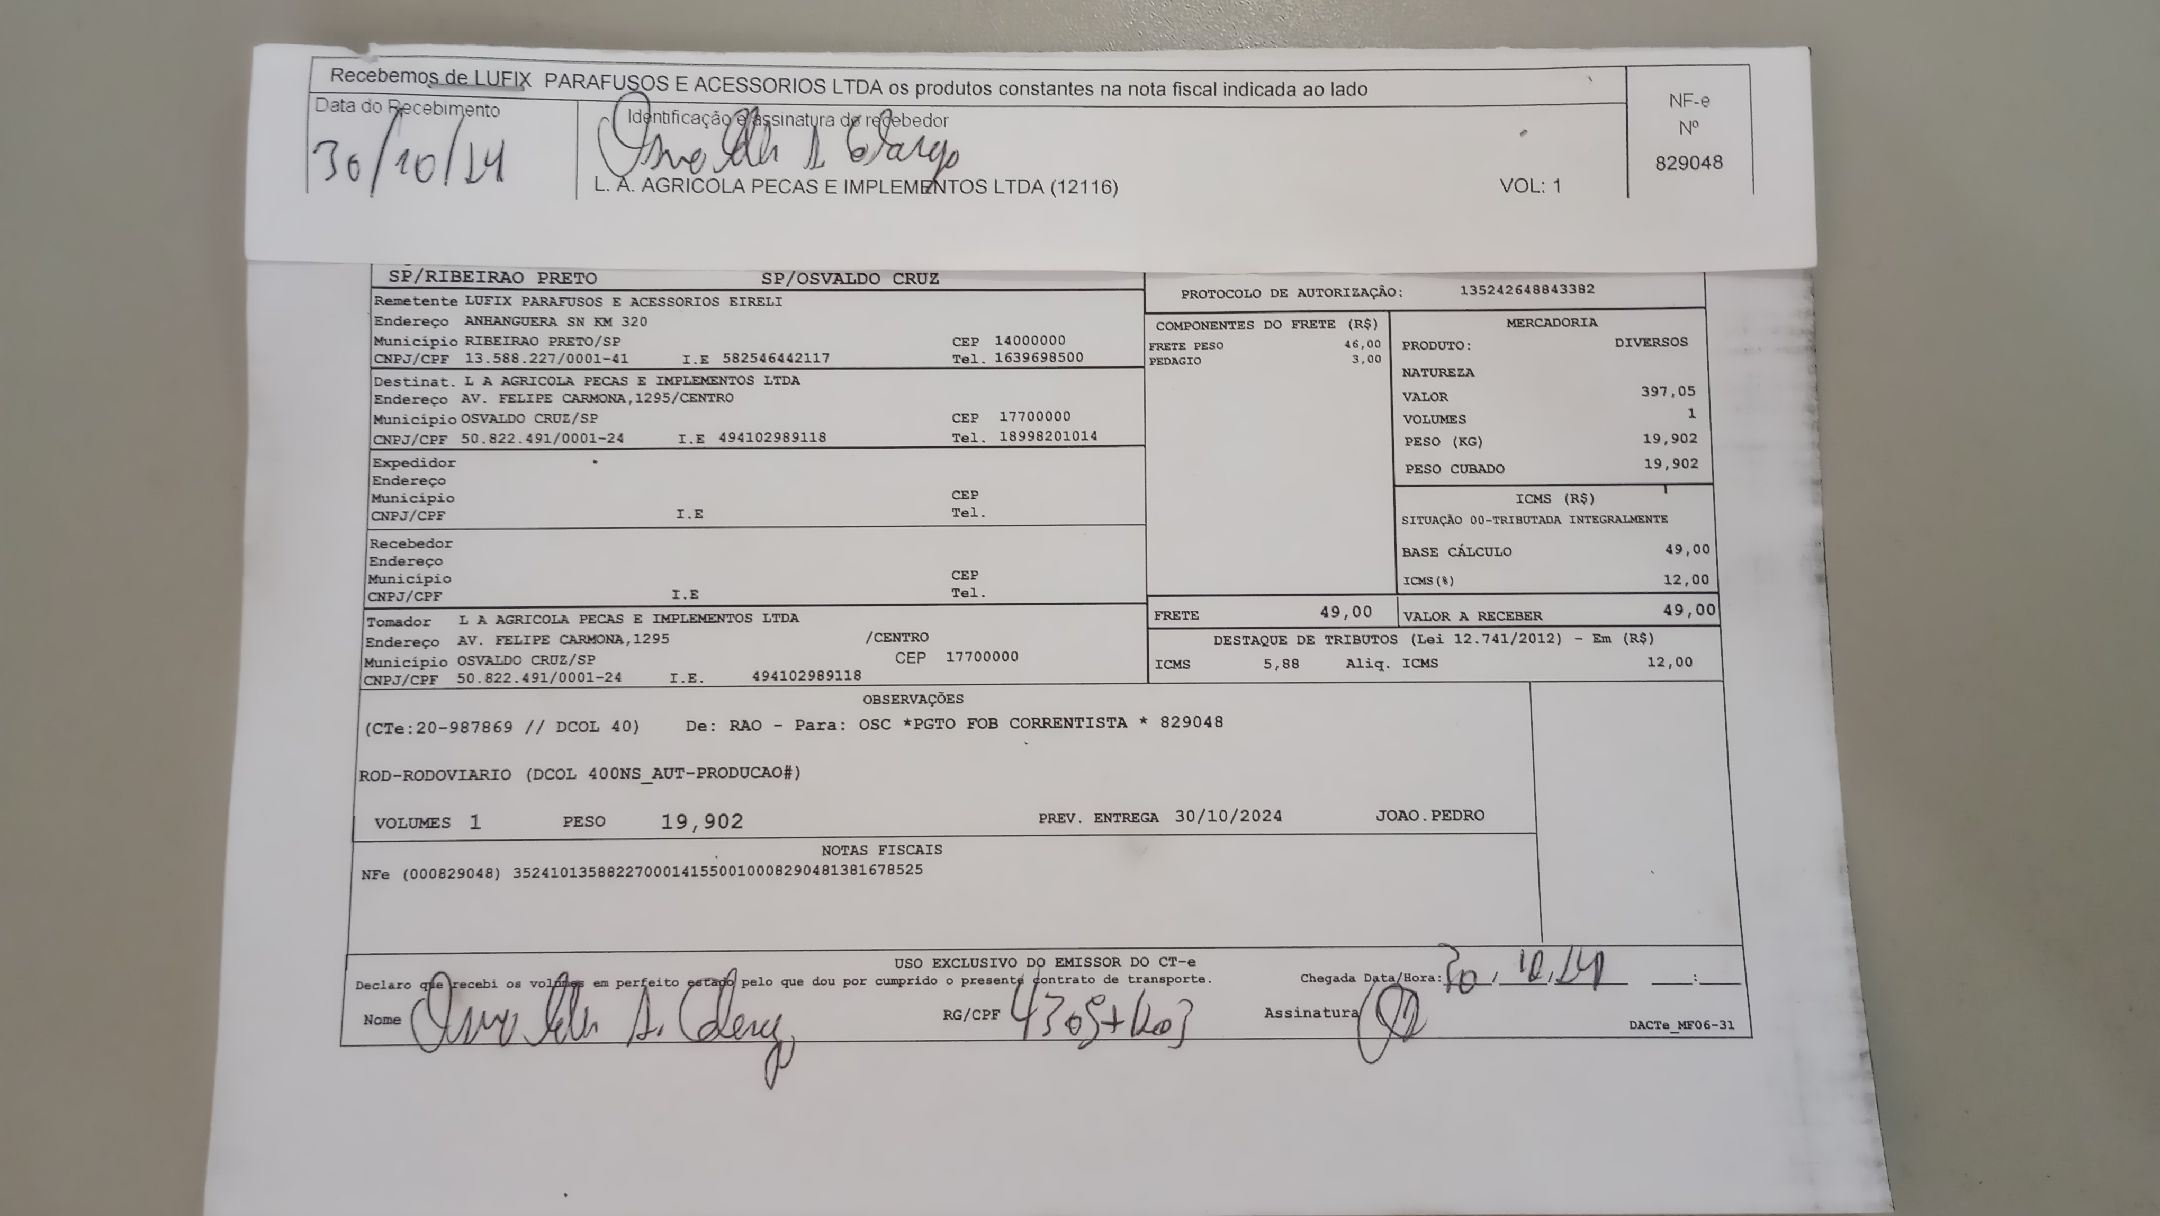 Recebemos de LUFIX PARAFUSOS E ACESSORIOS LTDA os produtos constantes na nota fiscal indicada ao lado
Data do Recebimento
30/10/24
Identificação e assinatura do recebedor
L. A. AGRICOLA PECAS E IMPLEMENTOS LTDA (12116)
VOL: 1
NF-e
Nº
829048
SP/RIBEIRAO PRETO SP/OSVALDO CRUZ
Remetente LUFIX PARAFUSOS E ACESSORIOS EIRELI
Endereço ANHANGUERA SN KM 320
Município RIBEIRAO PRETO/SP CEP 14000000
CNPJ/CPF 13.588.227/0001-41 I.E 582546442117 Tel. 1639698500
Destinat. L A AGRICOLA PECAS E IMPLEMENTOS LTDA
Endereço AV. FELIPE CARMONA,1295/CENTRO
Município OSVALDO CRUZ/SP CEP 17700000
CNPJ/CPF 50.822.491/0001-24 I.E 494102989118 Tel. 18998201014
Expedidor
Endereço
Município CEP
CNPJ/CPF I.E Tel.
Recebedor
Endereço
Município CEP
CNPJ/CPF I.E Tel.
Tomador L A AGRICOLA PECAS E IMPLEMENTOS LTDA
Endereço AV. FELIPE CARMONA,1295 /CENTRO
Município OSVALDO CRUZ/SP CEP 17700000
CNPJ/CPF 50.822.491/0001-24 I.E. 494102989118
PROTOCOLO DE AUTORIZAÇÃO: 135242648843382
COMPONENTES DO FRETE (R$)
FRETE PESO 46,00
PEDAGIO 3,00
MERCADORIA
PRODUTO: DIVERSOS
NATUREZA
VALOR 397,05
VOLUMES 1
PESO (KG) 19,902
PESO CUBADO 19,902
ICMS (R$)
SITUAÇÃO 00-TRIBUTADA INTEGRALMENTE
BASE CÁLCULO 49,00
ICMS(%) 12,00
FRETE 49,00 VALOR A RECEBER 49,00
DESTAQUE DE TRIBUTOS (Lei 12.741/2012) - Em (R$)
ICMS 5,88 Aliq. ICMS 12,00
OBSERVAÇÕES
(CTe:20-987869 // DCOL 40) De: RAO - Para: OSC *PGTO FOB CORRENTISTA * 829048
ROD-RODOVIARIO (DCOL 400NS_AUT-PRODUCAO#)
VOLUMES 1 PESO 19,902 PREV. ENTREGA 30/10/2024 JOAO.PEDRO
NOTAS FISCAIS
NFe (000829048) 35241013588227000141550010008290481381678525
USO EXCLUSIVO DO EMISSOR DO CT-e
Declaro que recebi os volumes em perfeito estado pelo que dou por cumprido o presente contrato de transporte. Chegada Data/Hora: 30/10/24 __:__
Nome RG/CPF Assinatura
DACTe_MF06-31